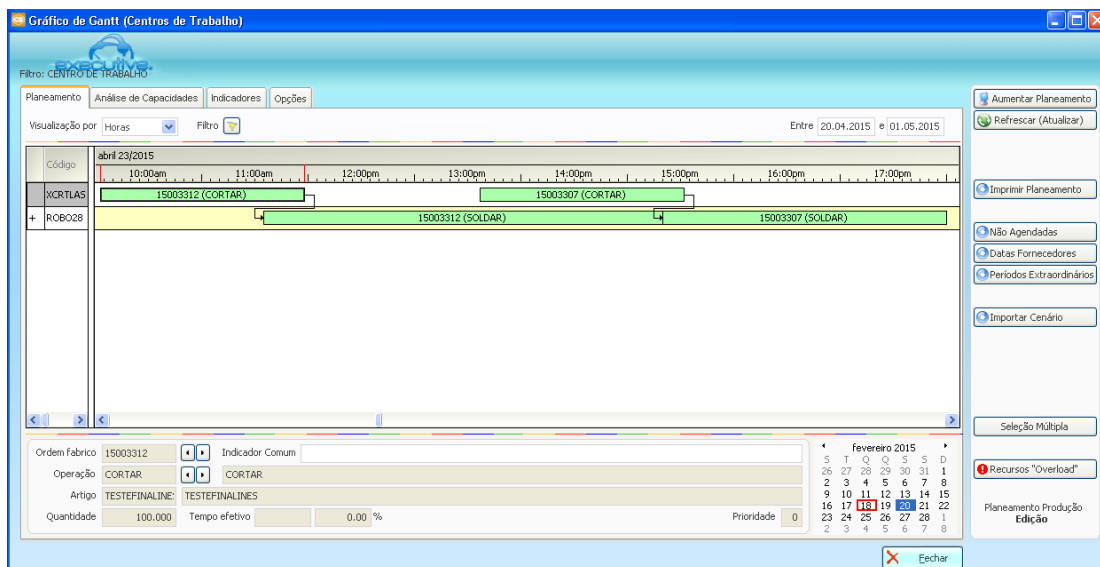 Gráfico de Gantt (Centros de Trabalho)
executive.
Filtro: CENTRO DE TRABALHO
Planeamento Análise de Capacidades Indicadores Opções
Visualização por Horas Filtro Entre 20.04.2015 e 01.05.2015
Código abril 23/2015
10:00am 11:00am 12:00pm 13:00pm 14:00pm 15:00pm 16:00pm 17:00pm
XCRTLAS 15003312 (CORTAR) 15003307 (CORTAR)
+ ROBO28 15003312 (SOLDAR) 15003307 (SOLDAR)
Ordem fabrico 15003312 Indicador Comum
Operação CORTAR CORTAR
Artigo TESTEFINALINE: TESTEFINALINES
Quantidade 100.000 Tempo efetivo 0.00 % Prioridade 0
fevereiro 2015
S T Q Q S S D
26 27 28 29 30 31 1
2 3 4 5 6 7 8
9 10 11 12 13 14 15
16 17 18 19 20 21 22
23 24 25 26 27 28 1
2 3 4 5 6 7 8
Aumentar Planeamento
Refrescar (Atualizar)
Imprimir Planeamento
Não Agendadas
Datas Fornecedores
Períodos Extraordinários
Importar Cenário
Seleção Múltipla
Recursos "Overload"
Planeamento Produção
Edição
Fechar